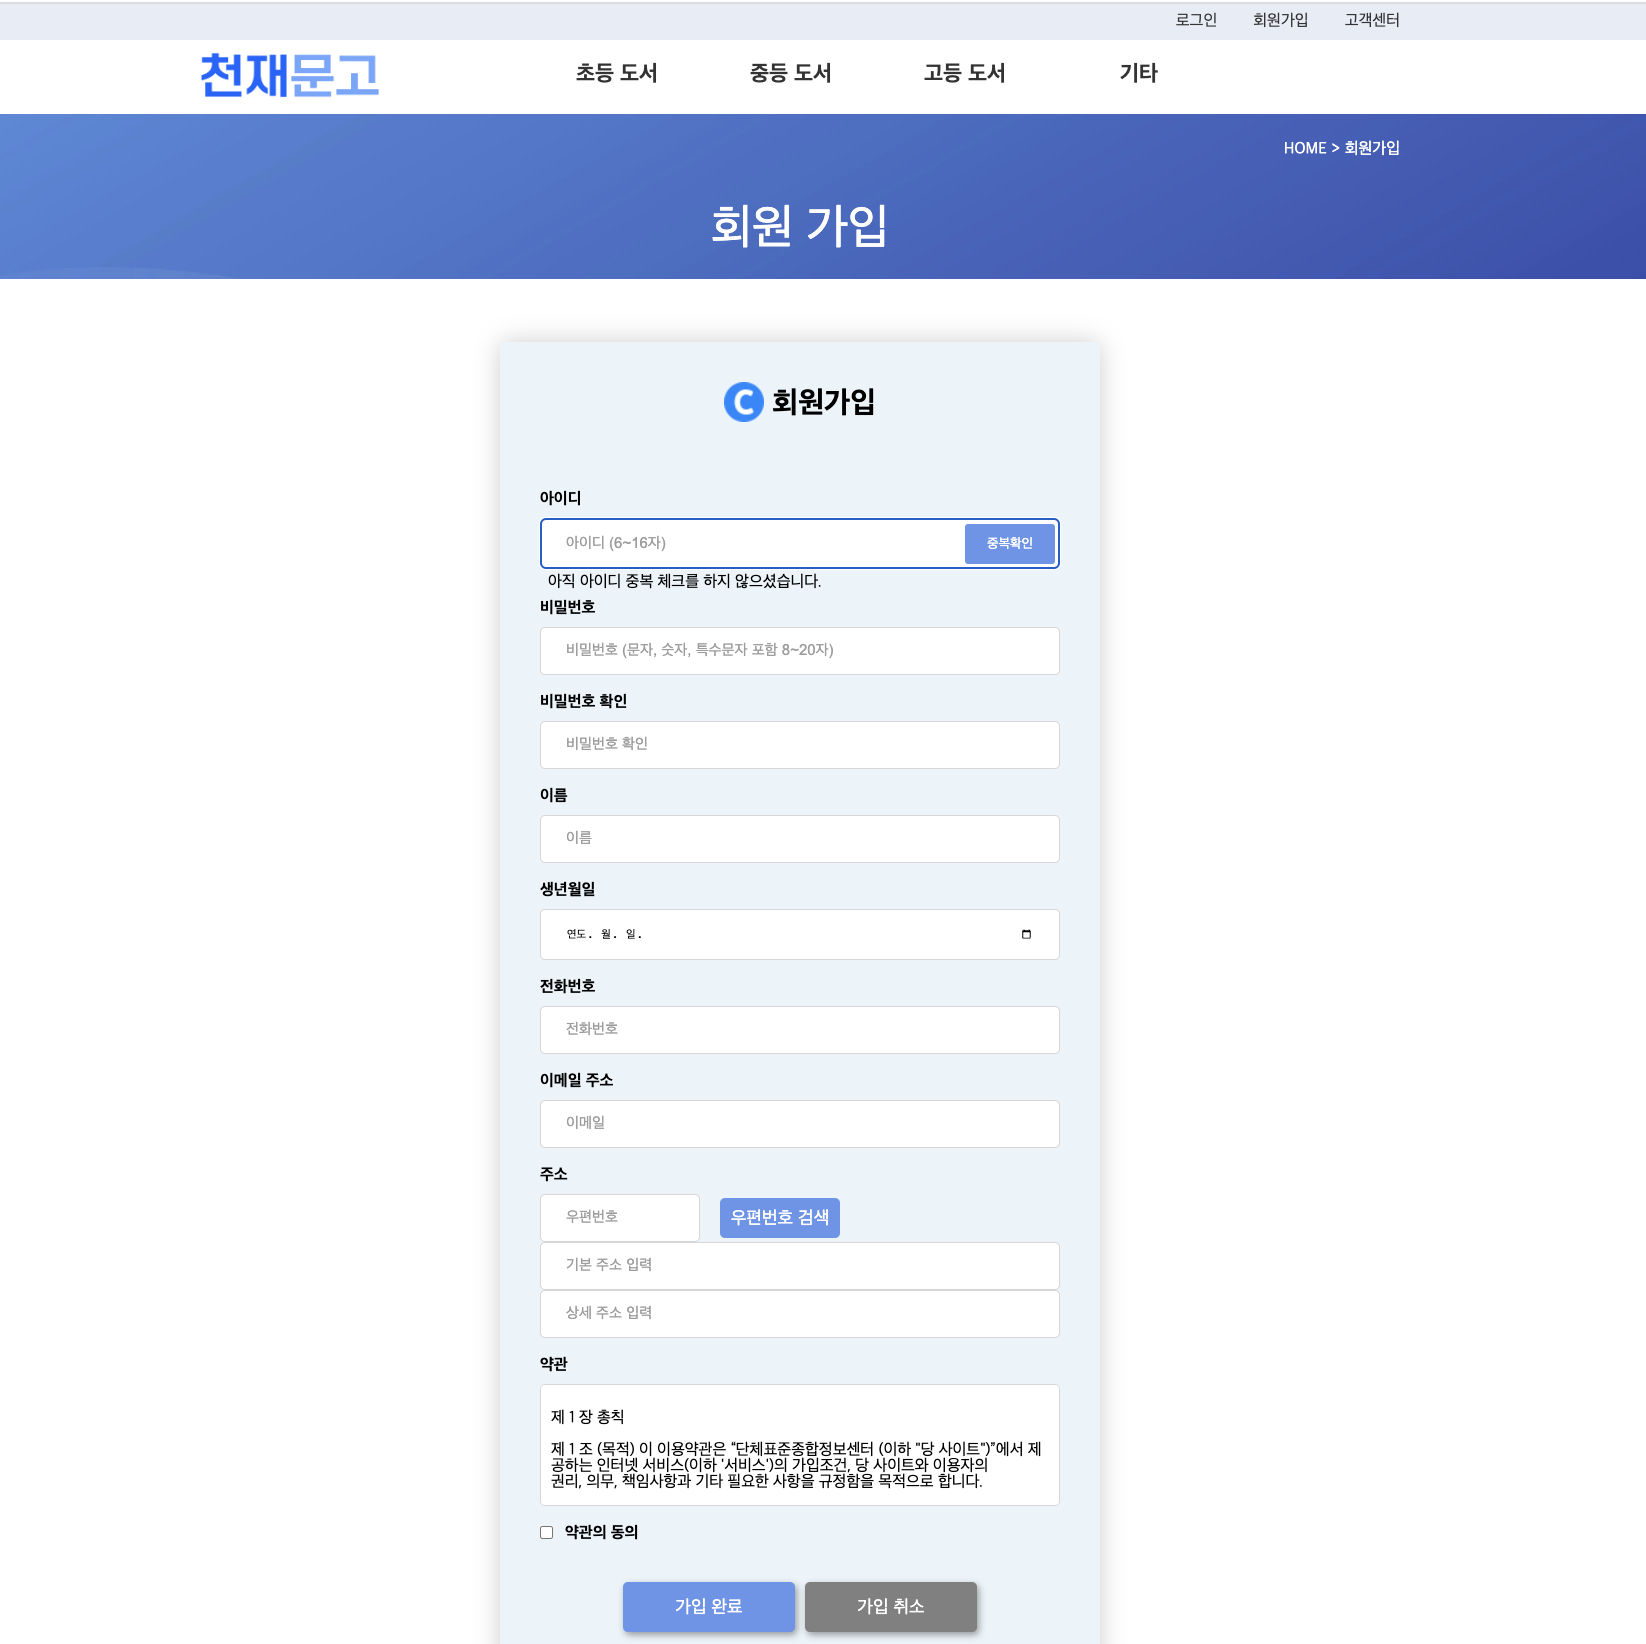 로그인 회원가입 고객센터
천재문고 초등 도서 중등 도서 고등 도서 기타
HOME > 회원가입
회원 가입
C 회원가입
아이디
아이디 (6~16자) 중복확인
아직 아이디 중복 체크를 하지 않으셨습니다.
비밀번호
비밀번호 (문자, 숫자, 특수문자 포함 8~20자)
비밀번호 확인
비밀번호 확인
이름
이름
생년월일
연도. 월. 일.
전화번호
전화번호
이메일 주소
이메일
주소
우편번호 우편번호 검색
기본 주소 입력
상세 주소 입력
약관
제 1 장 총칙
제 1 조 (목적) 이 이용약관은 “단체표준종합정보센터 (이하 "당 사이트")”에서 제
공하는 인터넷 서비스(이하 '서비스')의 가입조건, 당 사이트와 이용자의
권리, 의무, 책임사항과 기타 필요한 사항을 규정함을 목적으로 합니다.
약관의 동의
가입 완료 가입 취소